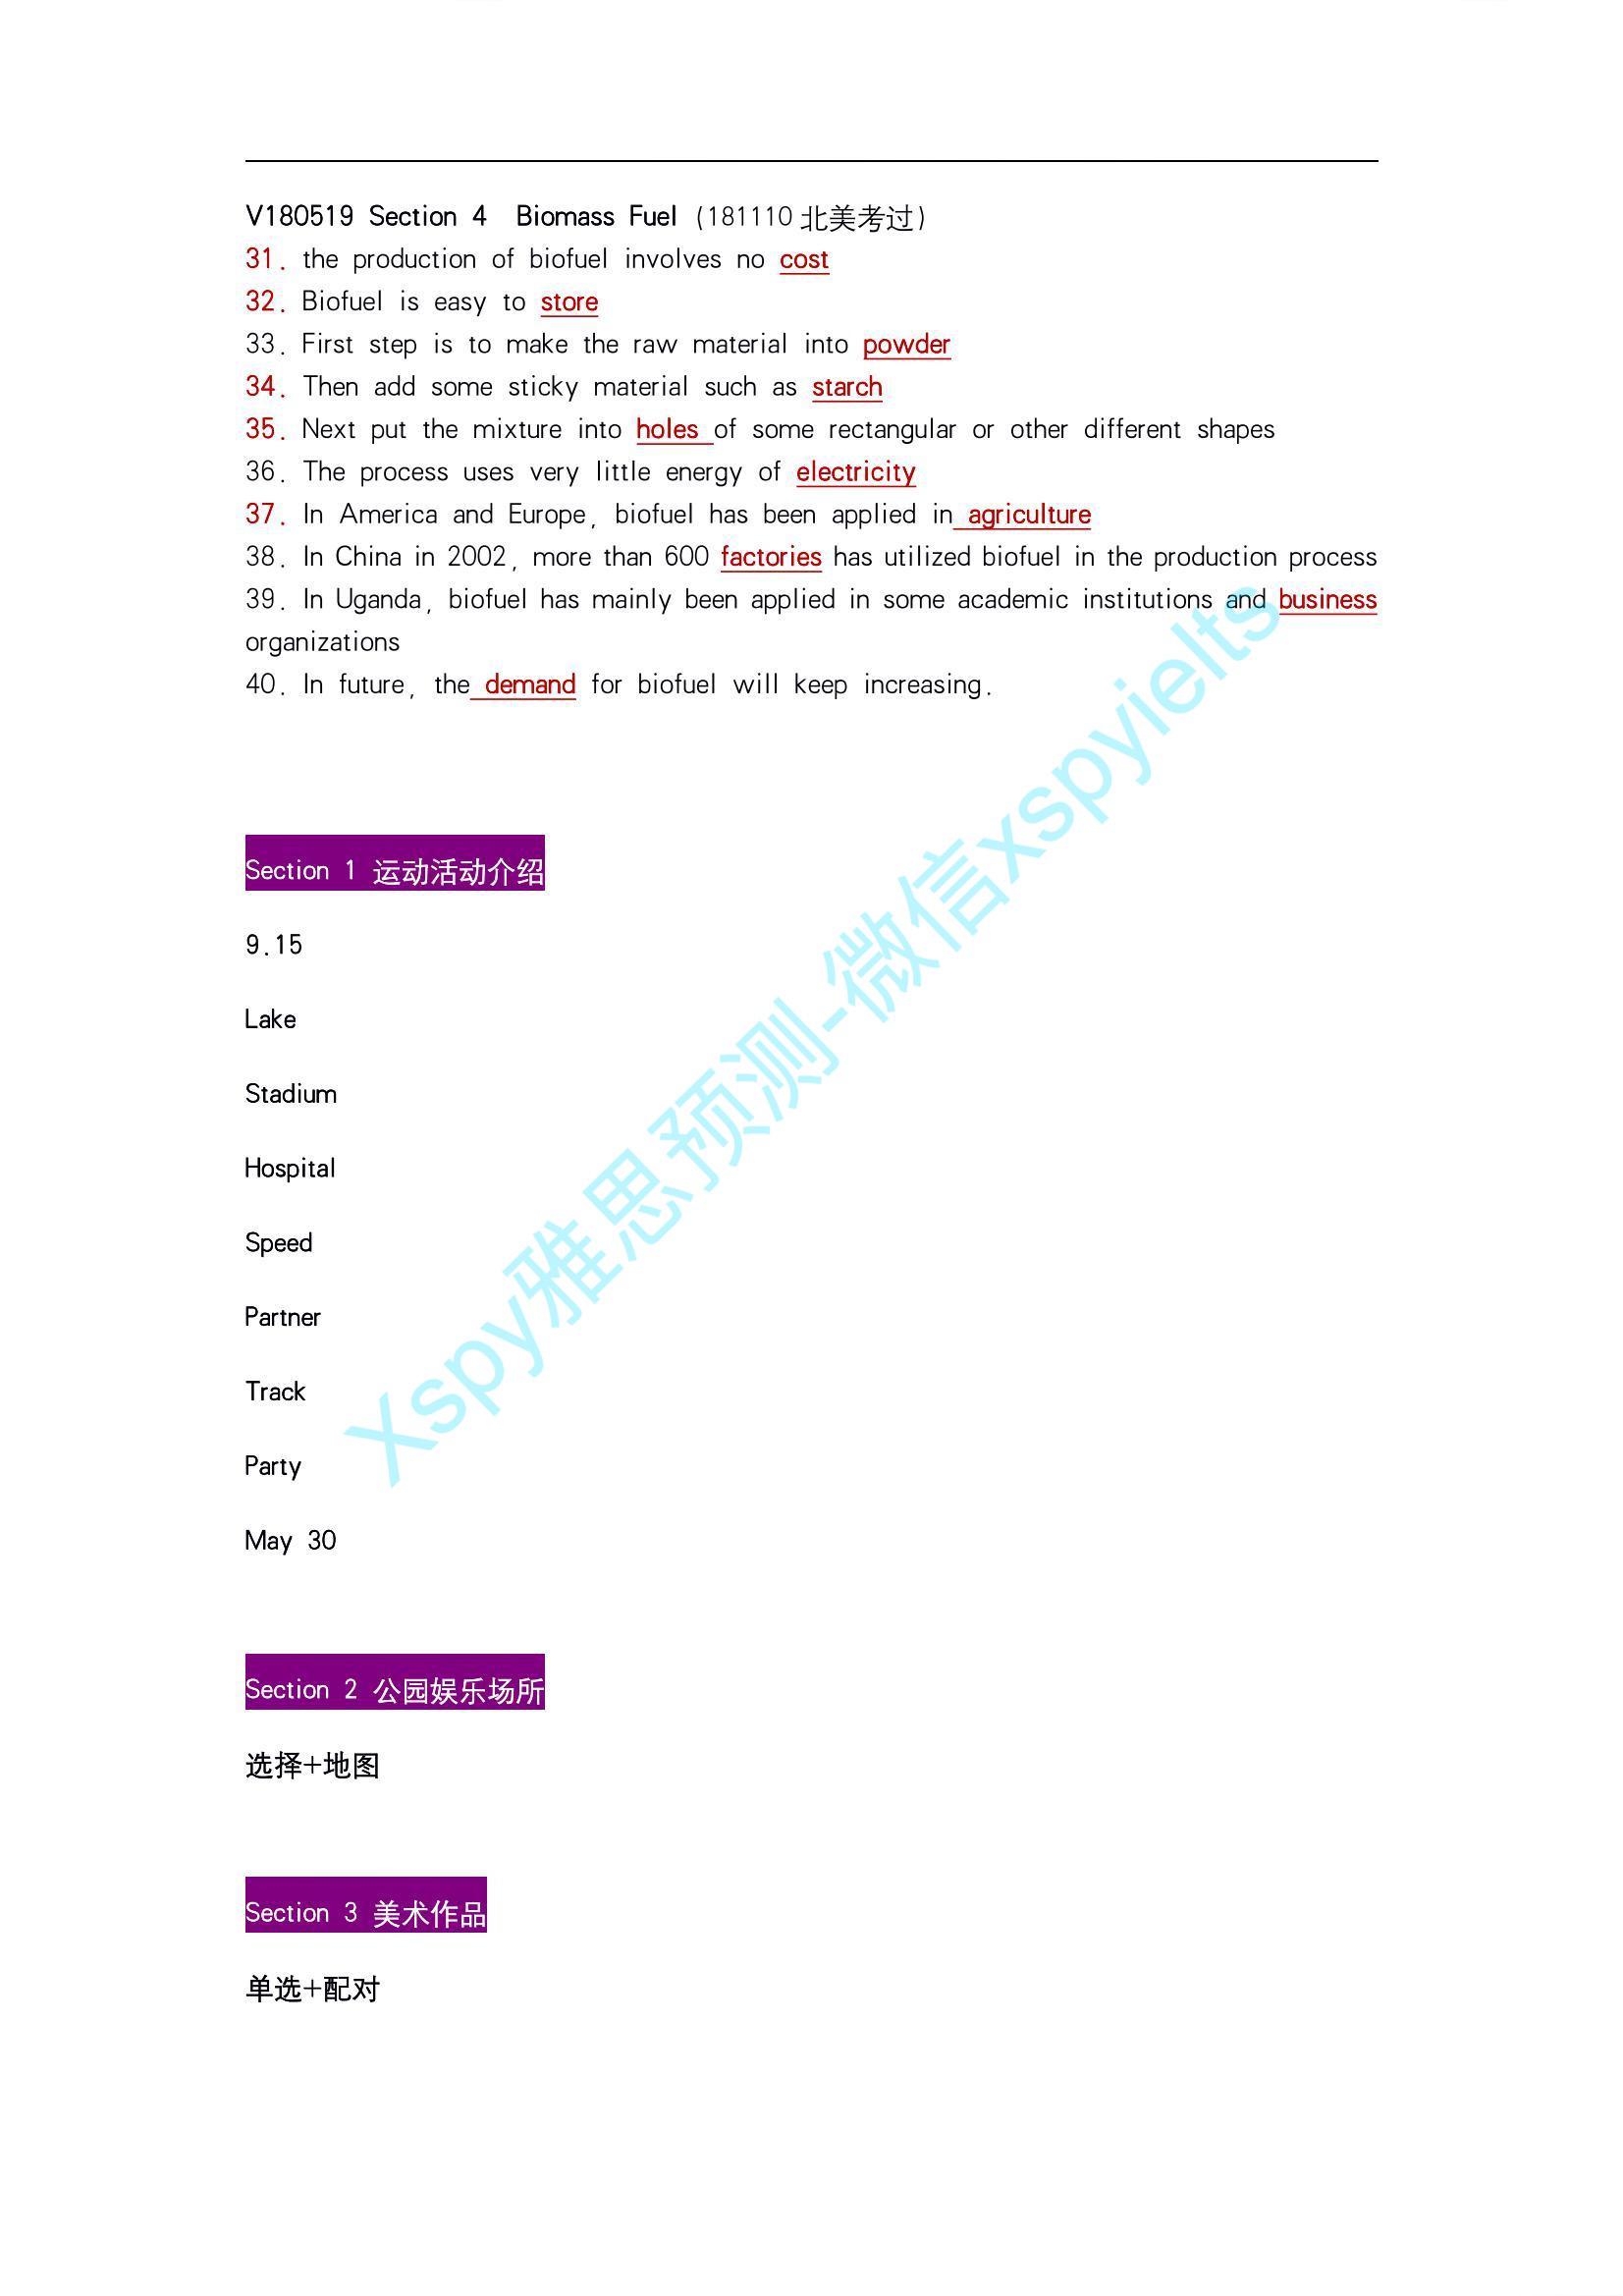 V180519 Section 4  Biomass Fuel (181110 北美考过)
31. the production of biofuel involves no cost
32. Biofuel is easy to store
33. First step is to make the raw material into powder
34. Then add some sticky material such as starch
35. Next put the mixture into holes of some rectangular or other different shapes
36. The process uses very little energy of electricity
37. In America and Europe, biofuel has been applied in agriculture
38. In China in 2002, more than 600 factories has utilized biofuel in the production process
39. In Uganda, biofuel has mainly been applied in some academic institutions and business
organizations
40. In future, the demand for biofuel will keep increasing.
Section 1 运动活动介绍
9.15
Lake
Stadium
Hospital
Speed
Partner
Track
Party
May 30
Section 2 公园娱乐场所
选择+地图
Section 3 美术作品
单选+配对
Xspy雅思预测-微信xspyielts